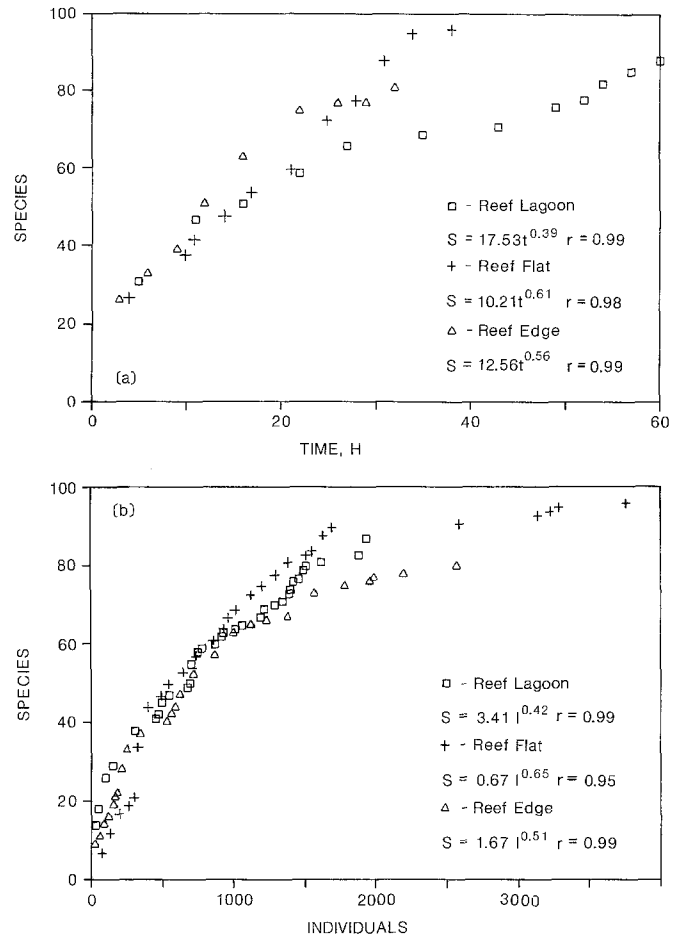 100
80
60
40
20
0
SPECIES
□ - Reef Lagoon
S = 17.53t^0.39 r = 0.99
+ - Reef Flat
S = 10.21t^0.61 r = 0.98
△ - Reef Edge
S = 12.56t^0.56 r = 0.99
(a)
0 20 40 60
TIME, H
100
80
60
40
20
0
SPECIES
(b)
□ - Reef Lagoon
S = 3.41 I^0.42 r = 0.99
+ - Reef Flat
S = 0.67 I^0.65 r = 0.95
△ - Reef Edge
S = 1.67 I^0.51 r = 0.99
0 1000 2000 3000
INDIVIDUALS